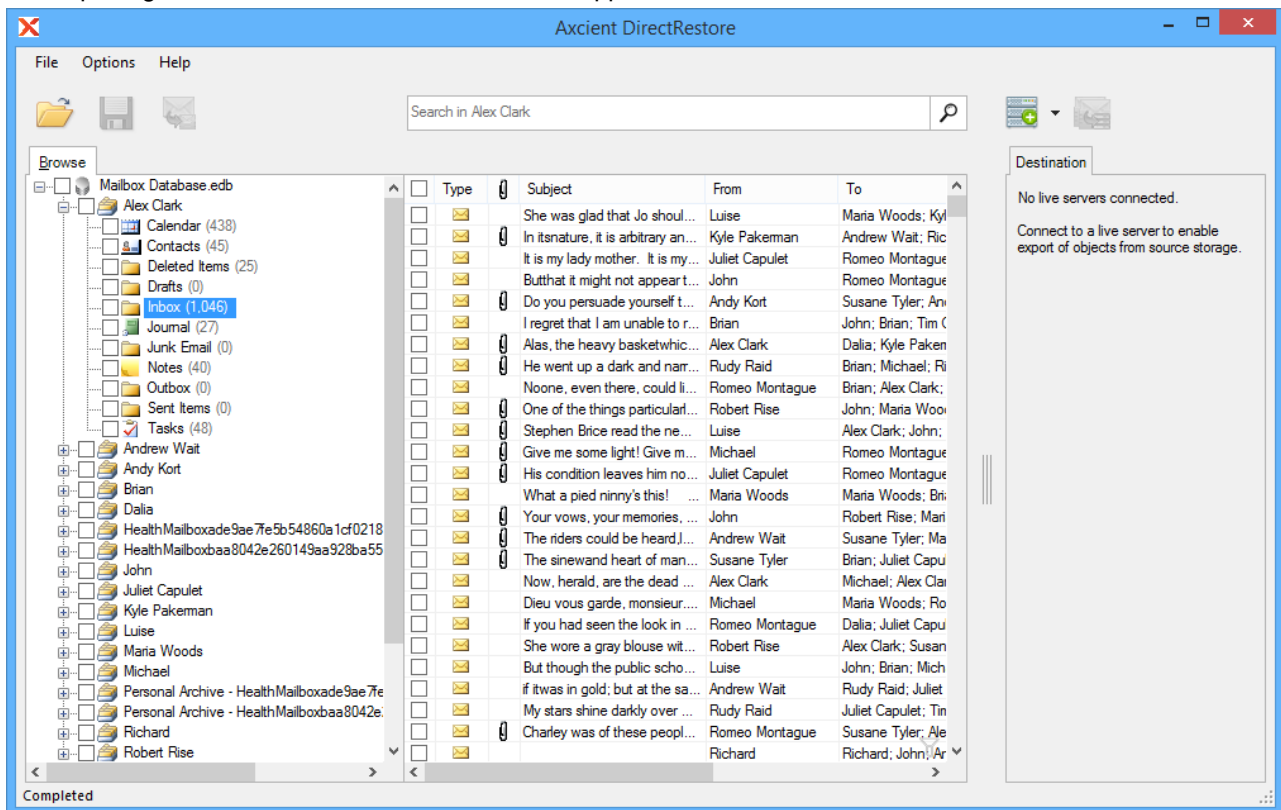 Axcient DirectRestore
File Options Help
Search in Alex Clark
Browse
Mailbox Database.edb
Alex Clark
Calendar (438)
Contacts (45)
Deleted Items (25)
Drafts (0)
Inbox (1,046)
Journal (27)
Junk Email (0)
Notes (40)
Outbox (0)
Sent Items (0)
Tasks (48)
Andrew Wait
Andy Kort
Brian
Dalia
HealthMailboxade9ae7fe5b54860a1cf0218
HealthMailboxbaa8042e260149aa928ba55
John
Juliet Capulet
Kyle Pakerman
Luise
Maria Woods
Michael
Personal Archive - HealthMailboxade9ae7fe
Personal Archive - HealthMailboxbaa8042e
Richard
Robert Rise
Type Subject From To
She was glad that Jo shoul... Luise Maria Woods; Kyl
In itsnature, it is arbitrary an... Kyle Pakerman Andrew Wait; Ric
It is my lady mother. It is my... Juliet Capulet Romeo Montague
Butthat it might not appear t... John Romeo Montague
Do you persuade yourself t... Andy Kort Susane Tyler; An
I regret that I am unable to r... Brian John; Brian; Tim
Alas, the heavy basketwhic... Alex Clark Dalia; Kyle Paker
He went up a dark and narr... Rudy Raid Brian; Michael; Ri
Noone, even there, could li... Romeo Montague Brian; Alex Clark;
One of the things particularl... Robert Rise John; Maria Woo
Stephen Brice read the ne... Luise Alex Clark; John;
Give me some light! Give m... Michael Romeo Montague
His condition leaves him no... Juliet Capulet Romeo Montague
What a pied ninny's this! ... Maria Woods Maria Woods; Bri
Your vows, your memories, ... John Robert Rise; Mari
The riders could be heard,l... Andrew Wait Susane Tyler; Ma
The sinewand heart of man... Susane Tyler Brian; Juliet Capu
Now, herald, are the dead ... Alex Clark Michael; Alex Clar
Dieu vous garde, monsieur.... Michael Maria Woods; Ro
If you had seen the look in ... Romeo Montague Dalia; Juliet Capu
She wore a gray blouse wit... Robert Rise Alex Clark; Susan
But though the public scho... Luise John; Brian; Mich
if itwas in gold; but at the sa... Andrew Wait Rudy Raid; Juliet
My stars shine darkly over ... Rudy Raid Juliet Capulet; Tim
Charley was of these peopl... Romeo Montague Susane Tyler; Ale
Richard Richard; John; Ar
Destination
No live servers connected.
Connect to a live server to enable
export of objects from source storage.
Completed